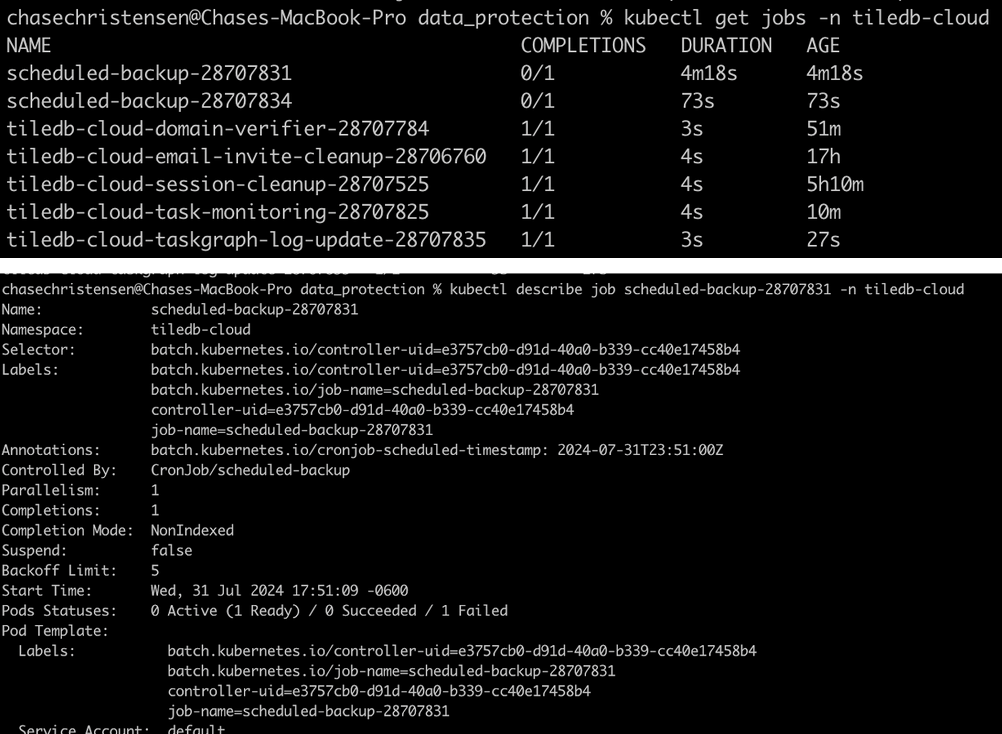 chasechristensen@Chases-MacBook-Pro data_protection % kubectl get jobs -n tiledb-cloud
NAME COMPLETIONS DURATION AGE
scheduled-backup-28707831 0/1 4m18s 4m18s
scheduled-backup-28707834 0/1 73s 73s
tiledb-cloud-domain-verifier-28707784 1/1 3s 51m
tiledb-cloud-email-invite-cleanup-28706760 1/1 4s 17h
tiledb-cloud-session-cleanup-28707525 1/1 4s 5h10m
tiledb-cloud-task-monitoring-28707825 1/1 4s 10m
tiledb-cloud-taskgraph-log-update-28707835 1/1 3s 27s
chasechristensen@Chases-MacBook-Pro data_protection % kubectl describe job scheduled-backup-28707831 -n tiledb-cloud
Name: scheduled-backup-28707831
Namespace: tiledb-cloud
Selector: batch.kubernetes.io/controller-uid=e3757cb0-d91d-40a0-b339-cc40e17458b4
Labels: batch.kubernetes.io/controller-uid=e3757cb0-d91d-40a0-b339-cc40e17458b4
batch.kubernetes.io/job-name=scheduled-backup-28707831
controller-uid=e3757cb0-d91d-40a0-b339-cc40e17458b4
job-name=scheduled-backup-28707831
Annotations: batch.kubernetes.io/cronjob-scheduled-timestamp: 2024-07-31T23:51:00Z
Controlled By: CronJob/scheduled-backup
Parallelism: 1
Completions: 1
Completion Mode: NonIndexed
Suspend: false
Backoff Limit: 5
Start Time: Wed, 31 Jul 2024 17:51:09 -0600
Pods Statuses: 0 Active (1 Ready) / 0 Succeeded / 1 Failed
Pod Template:
Labels: batch.kubernetes.io/controller-uid=e3757cb0-d91d-40a0-b339-cc40e17458b4
batch.kubernetes.io/job-name=scheduled-backup-28707831
controller-uid=e3757cb0-d91d-40a0-b339-cc40e17458b4
job-name=scheduled-backup-28707831
Service Account: default